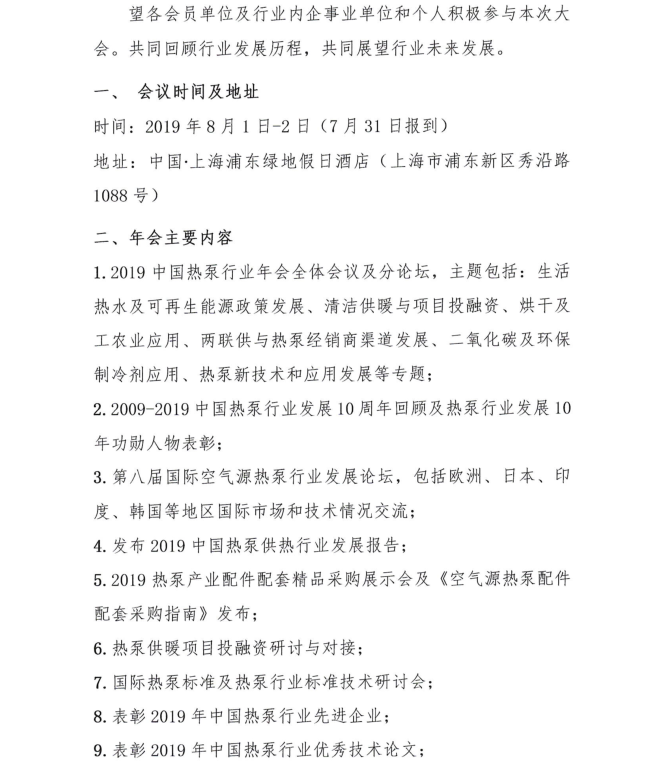 望各会员单位及行业内企事业单位和个人积极参与本次大
会。共同回顾行业发展历程，共同展望行业未来发展。
一、 会议时间及地址
时间：2019 年 8 月 1 日-2 日（7 月 31 日报到）
地址：中国·上海浦东绿地假日酒店（上海市浦东新区秀沿路
1088 号）
二、年会主要内容
1.2019 中国热泵行业年会全体会议及分论坛，主题包括：生活
热水及可再生能源政策发展、清洁供暖与项目投融资、烘干及
工农业应用、两联供与热泵经销商渠道发展、二氧化碳及环保
制冷剂应用、热泵新技术和应用发展等专题；
2.2009-2019 中国热泵行业发展 10 周年回顾及热泵行业发展 10
年功勋人物表彰；
3.第八届国际空气源热泵行业发展论坛，包括欧洲、日本、印
度、韩国等地区国际市场和技术情况交流；
4.发布 2019 中国热泵供热行业发展报告；
5.2019 热泵产业配件配套精品采购展示会及《空气源热泵配件
配套采购指南》发布；
6.热泵供暖项目投融资研讨与对接；
7.国际热泵标准及热泵行业标准技术研讨会；
8.表彰 2019 年中国热泵行业先进企业；
9.表彰 2019 年中国热泵行业优秀技术论文；